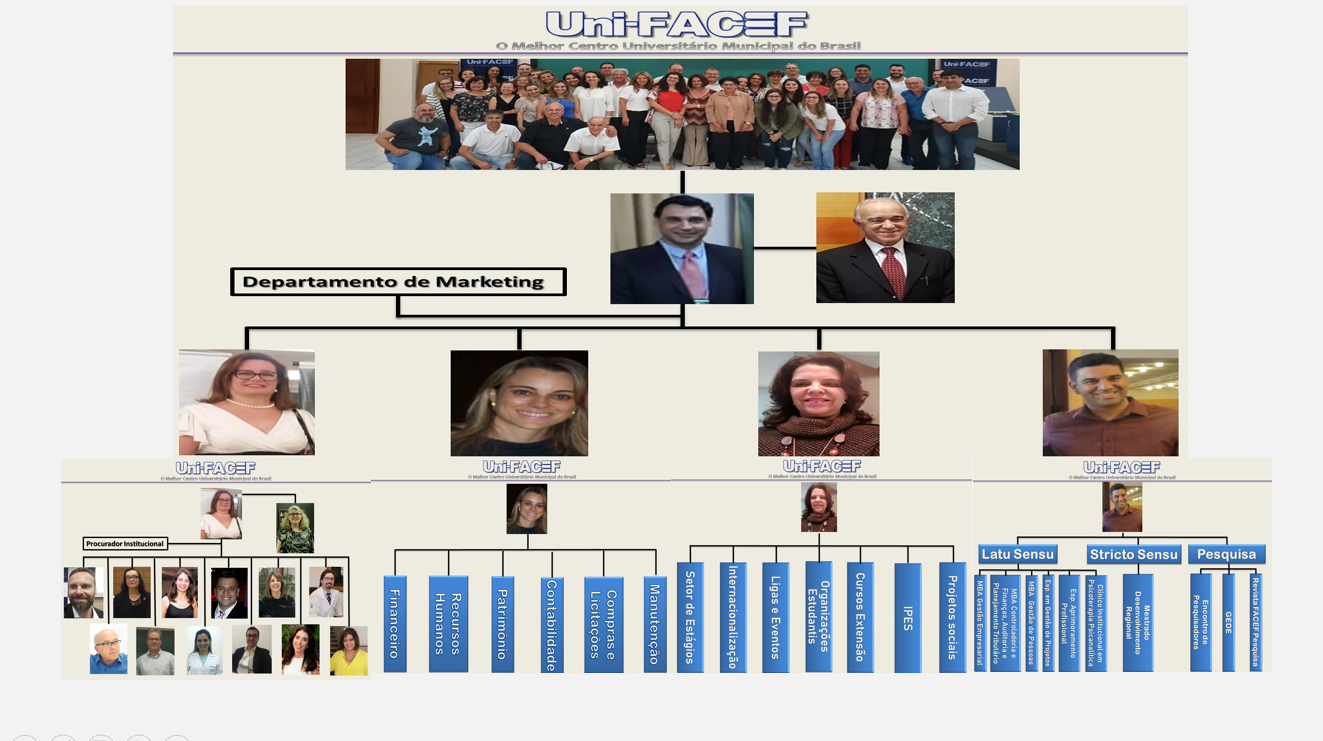 Uni-FACEF
O Melhor Centro Universitário Municipal do Brasil
Uni-FACEF
FACEF
Departamento de Marketing
Uni-FACEF
O Melhor Centro Universitário Municipal do Brasil
Procurador Institucional
Uni-FACEF
O Melhor Centro Universitário Municipal do Brasil
Financeiro
Recursos
Humanos
Patrimônio
Contabilidade
Compras e
Licitações
Manutenção
Uni-FACEF
O Melhor Centro Universitário Municipal do Brasil
Setor de Estágios
Internacionalização
Ligas e Eventos
Organizações
Estudantis
Cursos Extensão
IPES
Projetos sociais
Uni-FACEF
O Melhor Centro Universitário Municipal do Brasil
Latu Sensu
Stricto Sensu
Pesquisa
MBA Gestão Empresarial
MBA Controladoria e
Finanças, Auditoria e
Planejamento Tributário
MBA Gestão de Pessoas
Esp. em Gestão de Projetos
Esp. Aprimoramento
Profissional
Clínico Institucional em
Psicoterapia Psicanalítica
Mestrado
Desenvolvimento
Regional
Encontro de
Pesquisadores
GEDE
Revista FACEF Pesquisa